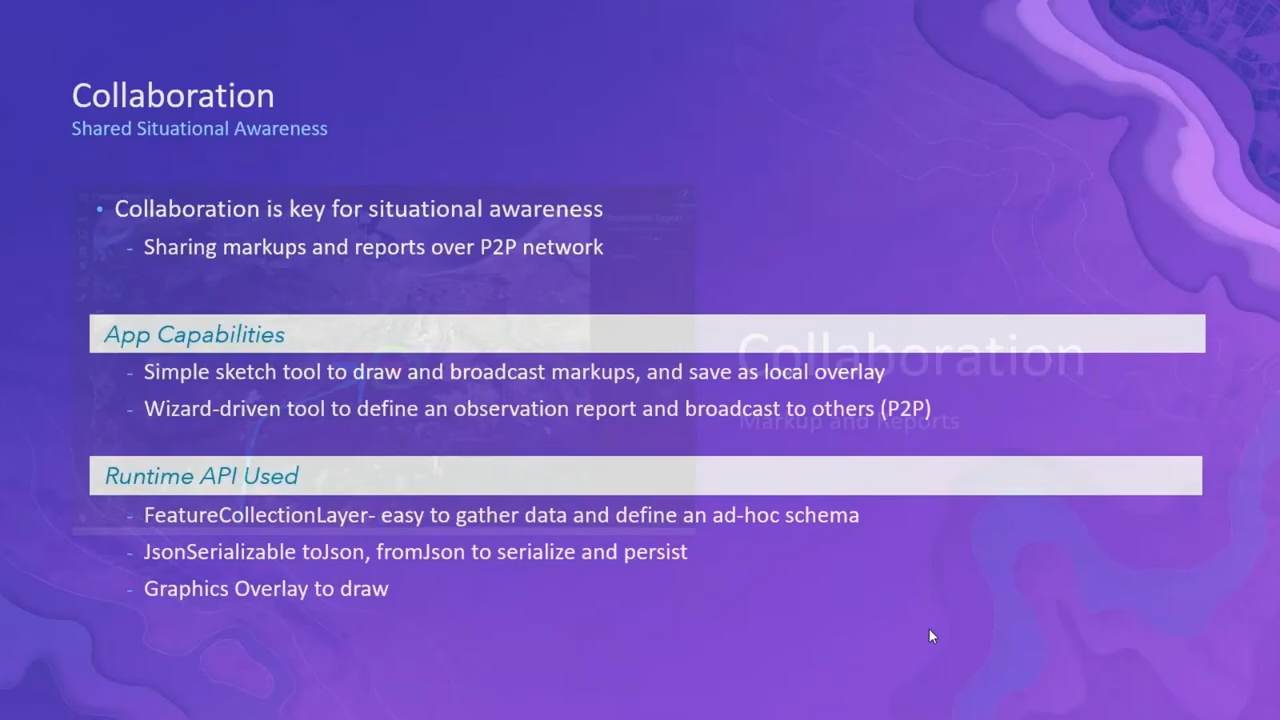 Collaboration
Shared Situational Awareness
• Collaboration is key for situational awareness
- Sharing markups and reports over P2P network
App Capabilities
- Simple sketch tool to draw and broadcast markups, and save as local overlay
- Wizard-driven tool to define an observation report and broadcast to others (P2P)
Collaboration
Markup and Reports
Runtime API Used
- FeatureCollectionLayer- easy to gather data and define an ad-hoc schema
- JsonSerializable toJson, fromJson to serialize and persist
- Graphics Overlay to draw